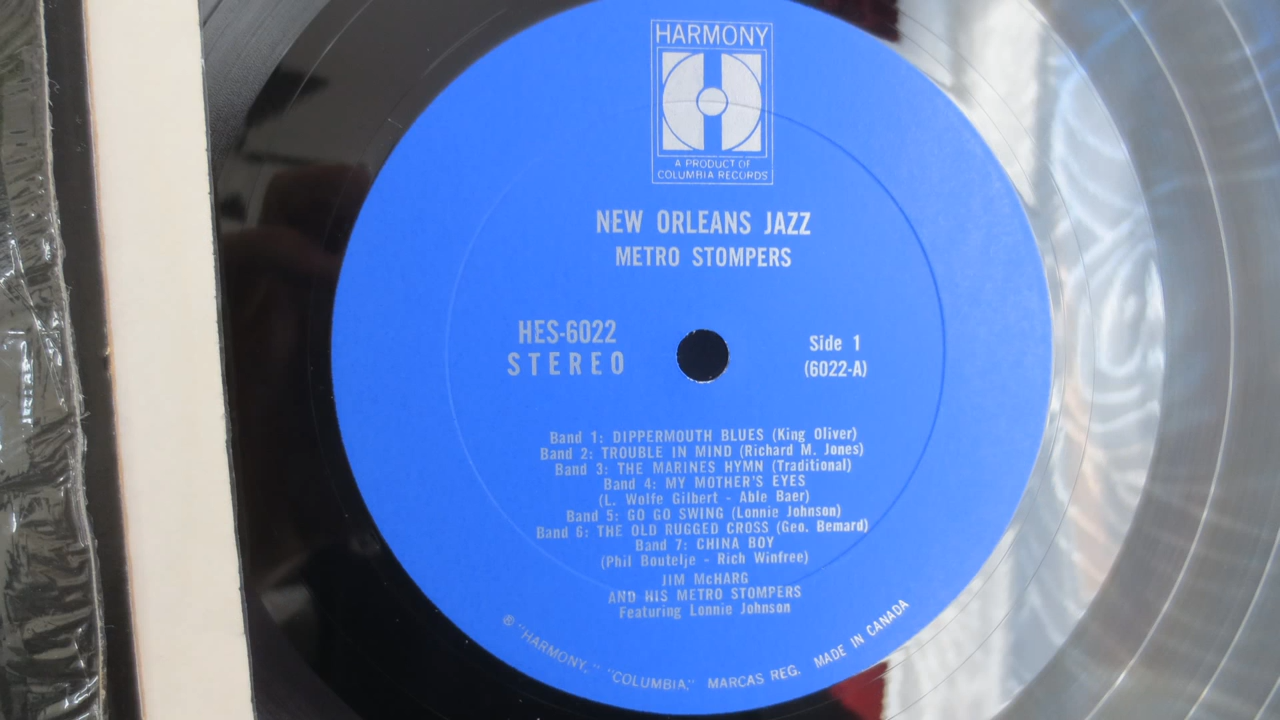 HARMONY
A PRODUCT OF
COLUMBIA RECORDS
NEW ORLEANS JAZZ
METRO STOMPERS
HES-6022
STEREO
Side 1
(6022-A)
Band 1: DIPPERMOUTH BLUES (King Oliver)
Band 2: TROUBLE IN MIND (Richard M. Jones)
Band 3: THE MARINES HYMN (Traditional)
Band 4: MY MOTHER'S EYES
(L. Wolfe Gilbert - Able Baer)
Band 5: GO GO SWING (Lonnie Johnson)
Band 6: THE OLD RUGGED CROSS (Geo. Bemard)
Band 7: CHINA BOY
(Phil Boutelje - Rich Winfree)
JIM McHARG
AND HIS METRO STOMPERS
Featuring Lonnie Johnson
® "HARMONY," "COLUMBIA," MARCAS REG. MADE IN CANADA